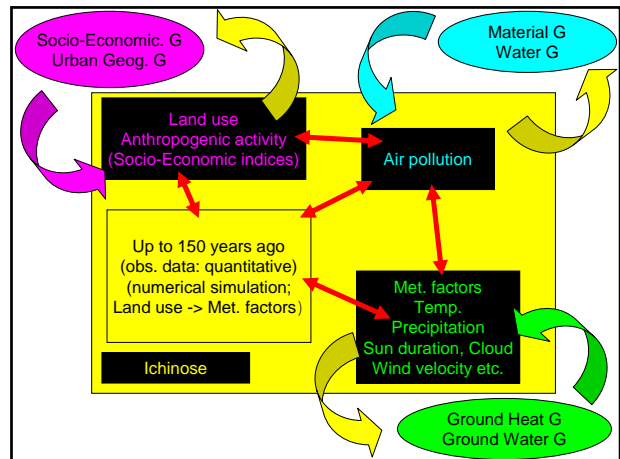 Socio-Economic. G
Urban Geog. G
Material G
Water G
Land use
Anthropogenic activity
(Socio-Economic indices)
Air pollution
Up to 150 years ago
(obs. data: quantitative)
(numerical simulation;
Land use -> Met. factors)
Met. factors
Temp.
Precipitation
Sun duration, Cloud
Wind velocity etc.
Ichinose
Ground Heat G
Ground Water G